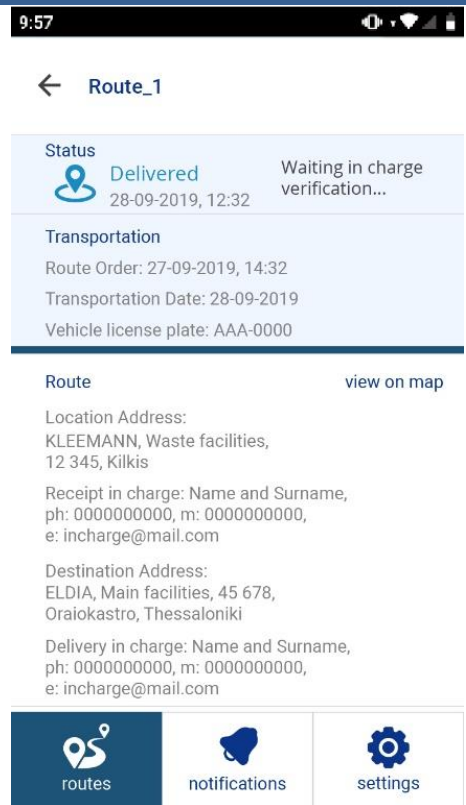 9:57
Route_1
Status
Delivered
28-09-2019, 12:32
Waiting in charge
verification...
Transportation
Route Order: 27-09-2019, 14:32
Transportation Date: 28-09-2019
Vehicle license plate: AAA-0000
Route
view on map
Location Address:
KLEEMANN, Waste facilities,
12 345, Kilkis
Receipt in charge: Name and Surname,
ph: 0000000000, m: 0000000000,
e: incharge@mail.com
Destination Address:
ELDIA, Main facilities, 45 678,
Oraiokastro, Thessaloniki
Delivery in charge: Name and Surname,
ph: 0000000000, m: 0000000000,
e: incharge@mail.com
routes
notifications
settings